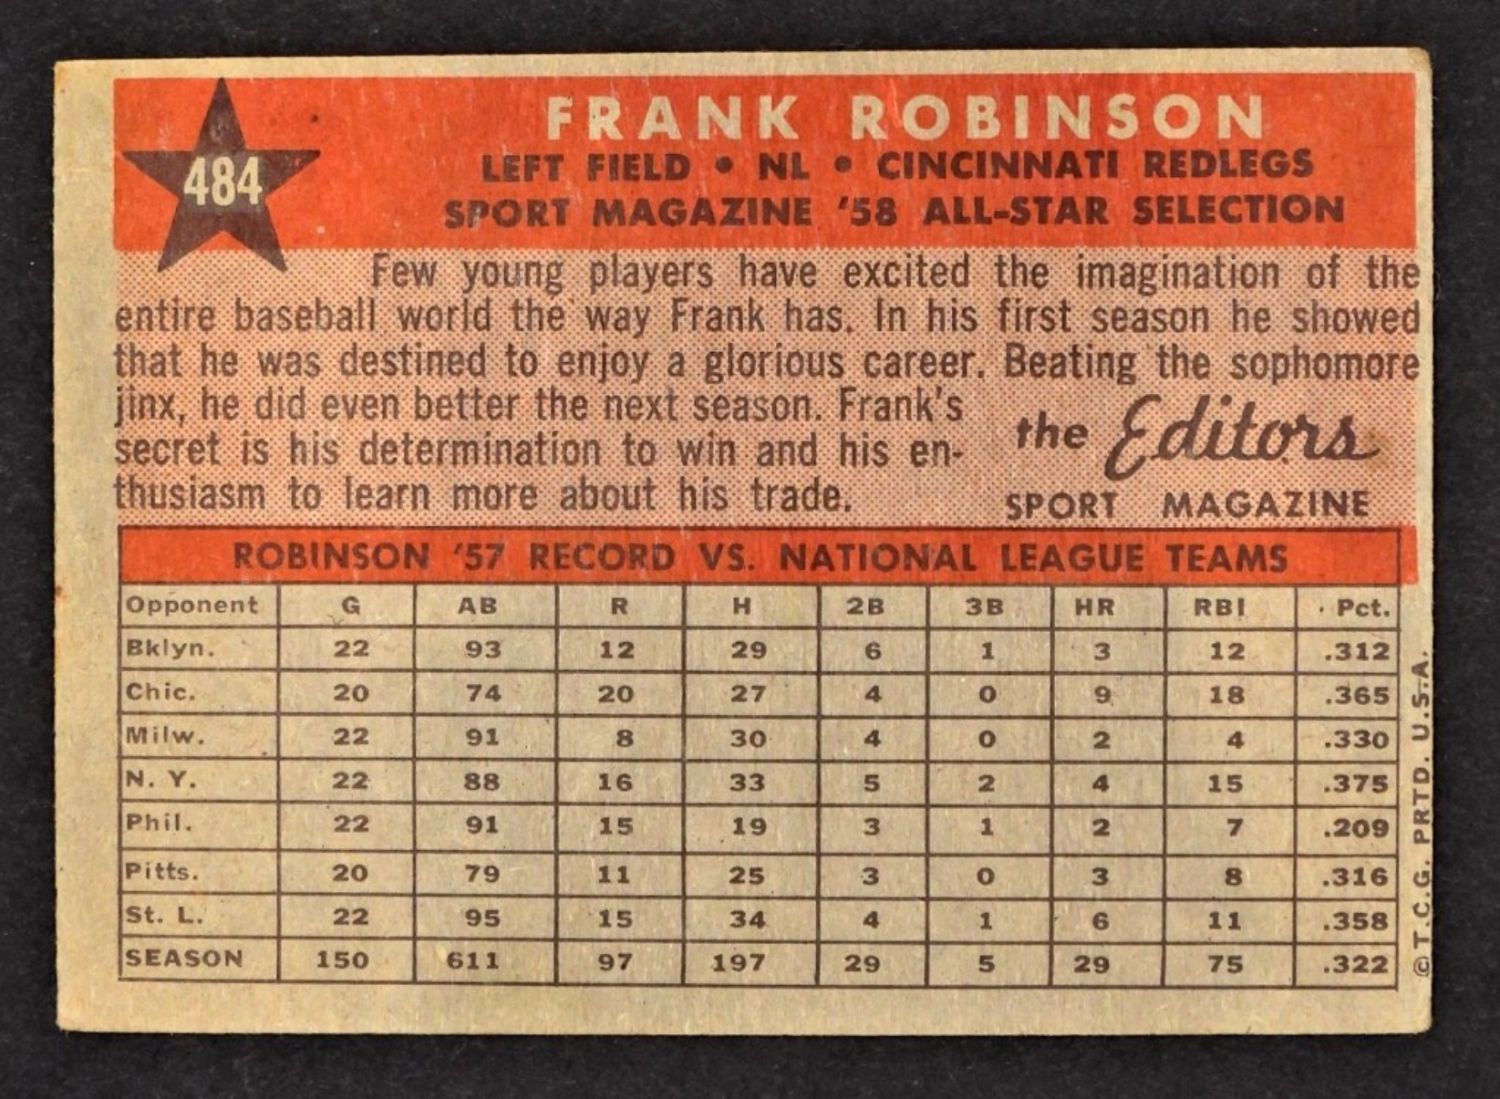 484
FRANK ROBINSON
LEFT FIELD • NL • CINCINNATI REDLEGS
SPORT MAGAZINE '58 ALL-STAR SELECTION
Few young players have excited the imagination of the
entire baseball world the way Frank has. In his first season he showed
that he was destined to enjoy a glorious career. Beating the sophomore
jinx, he did even better the next season. Frank's
secret is his determination to win and his en-
thusiasm to learn more about his trade.
the Editors
SPORT MAGAZINE
ROBINSON '57 RECORD VS. NATIONAL LEAGUE TEAMS
Opponent G AB R H 2B 3B HR RBI Pct.
Bklyn. 22 93 12 29 6 1 3 12 .312
Chic. 20 74 20 27 4 0 9 18 .365
Milw. 22 91 8 30 4 0 2 4 .330
N. Y. 22 88 16 33 5 2 4 15 .375
Phil. 22 91 15 19 3 1 2 7 .209
Pitts. 20 79 11 25 3 0 3 8 .316
St. L. 22 95 15 34 4 1 6 11 .358
SEASON 150 611 97 197 29 5 29 75 .322
© T.C.G. PRTD. U.S.A.